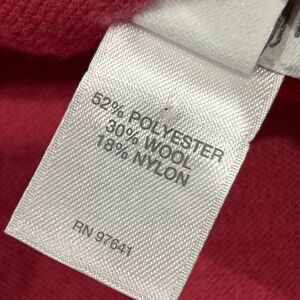 52% POLYESTER
30% WOOL
18% NYLON
RN 97641